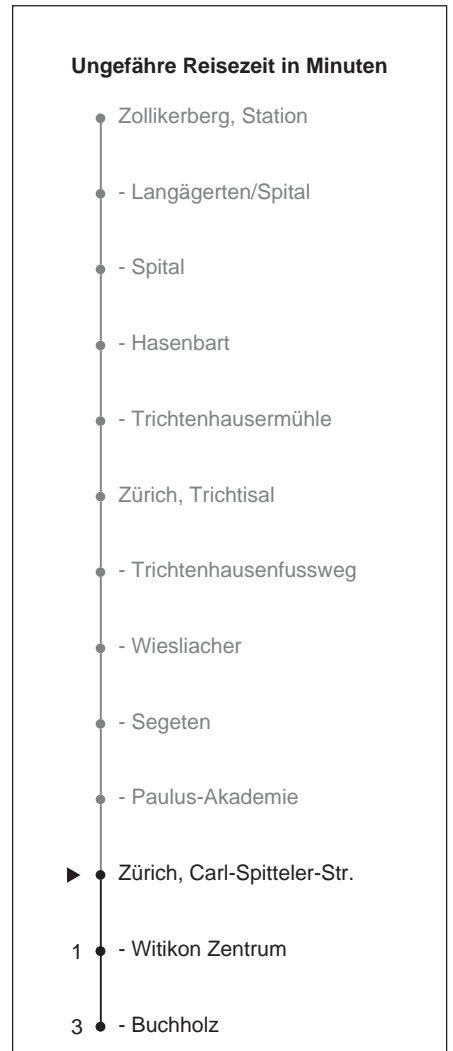 Ungefähre Reisezeit in Minuten
Zollikerberg, Station
- Langägerten/Spital
- Spital
- Hasenbart
- Trichtenhausermühle
Zürich, Trichtisal
- Trichtenhausenfussweg
- Wiesliacher
- Segeten
- Paulus-Akademie
Zürich, Carl-Spitteler-Str.
1 - Witikon Zentrum
3 - Buchholz